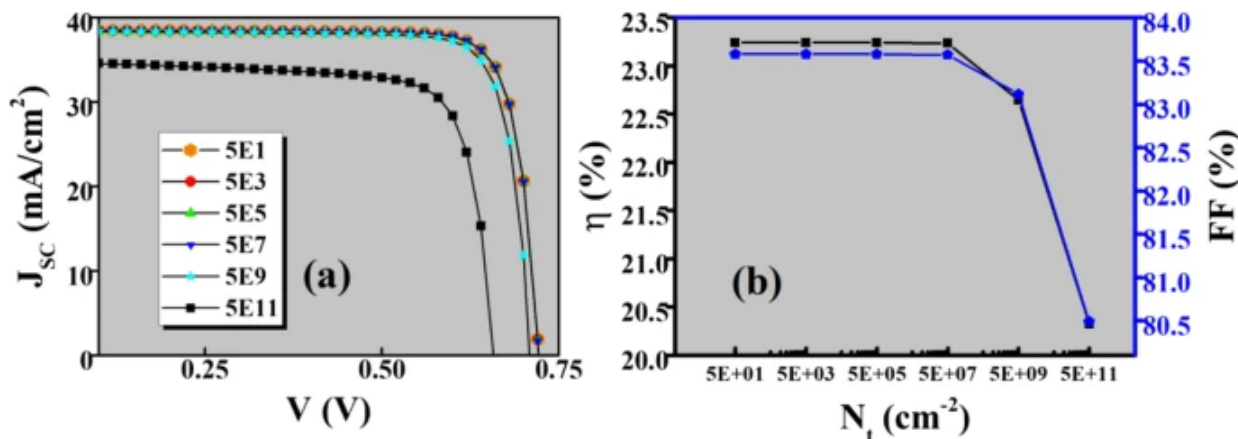 40
30
20
10
0
J_SC (mA/cm²)
5E1
5E3
5E5
5E7
5E9
5E11
(a)
0.25 0.50 0.75
V (V)
23.5
23.0
22.5
22.0
21.5
21.0
20.5
20.0
η (%)
(b)
84.0
83.5
83.0
82.5
82.0
81.5
81.0
80.5
FF (%)
5E+01 5E+03 5E+05 5E+07 5E+09 5E+11
N_t (cm⁻²)